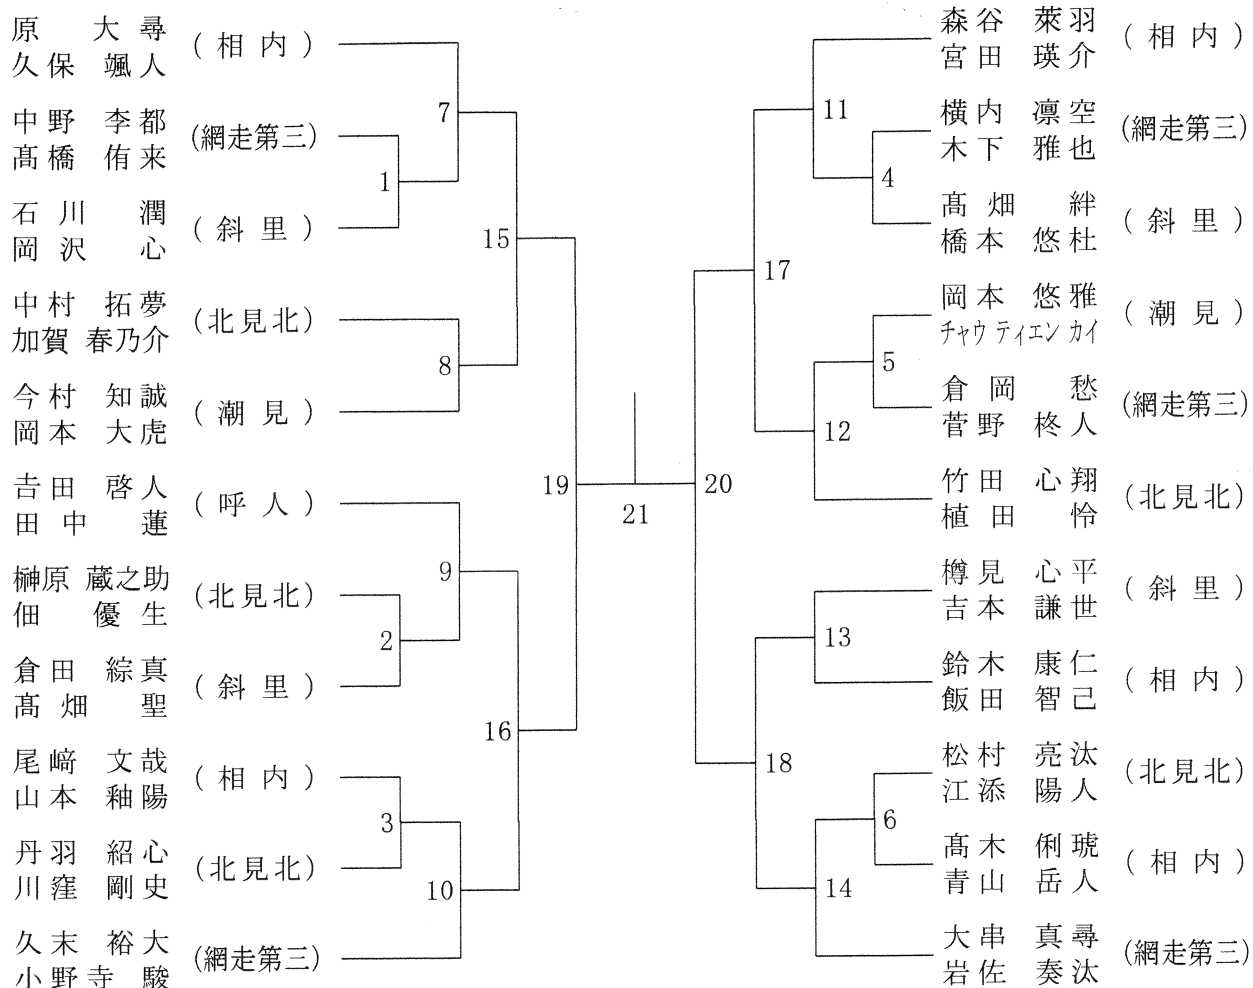 原 大尋
久保 颯人
(相内)
中野 李都
髙橋 侑来
(網走第三)
石川 潤
岡沢 心
(斜里)
中村 拓夢
加賀 春乃介
(北見北)
今村 知誠
岡本 大虎
(潮見)
𠮷田 啓人
田中 蓮
(呼人)
榊原 蔵之助
佃 優生
(北見北)
倉田 綜真
髙畑 聖
(斜里)
尾﨑 文哉
山本 釉陽
(相内)
丹羽 紹心
川窪 剛史
(北見北)
久末 裕大
小野寺 駿
(網走第三)
7
1
15
8
19
9
2
16
3
10
21
森谷 萊羽
宮田 瑛介
(相内)
横内 凛空
木下 雅也
(網走第三)
髙畑 絆
橋本 悠杜
(斜里)
岡本 悠雅
チャウ ティエン カイ
(潮見)
倉岡 愁
菅野 柊人
(網走第三)
竹田 心翔
植田 怜
(北見北)
樽見 心平
吉本 謙世
(斜里)
鈴木 康仁
飯田 智己
(相内)
松村 亮汰
江添 陽人
(北見北)
髙木 俐琥
青山 岳人
(相内)
大串 真尋
岩佐 奏汰
(網走第三)
11
4
17
5
12
20
13
18
6
14